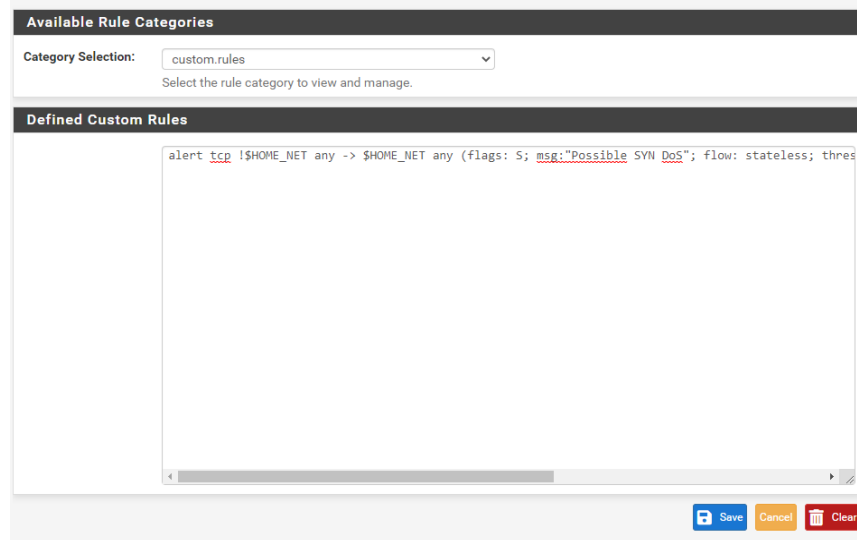 Available Rule Categories
Category Selection: custom.rules
Select the rule category to view and manage.
Defined Custom Rules
alert tcp !$HOME_NET any -> $HOME_NET any (flags: S; msg:"Possible SYN DoS"; flow: stateless; thres
Save Cancel Clear